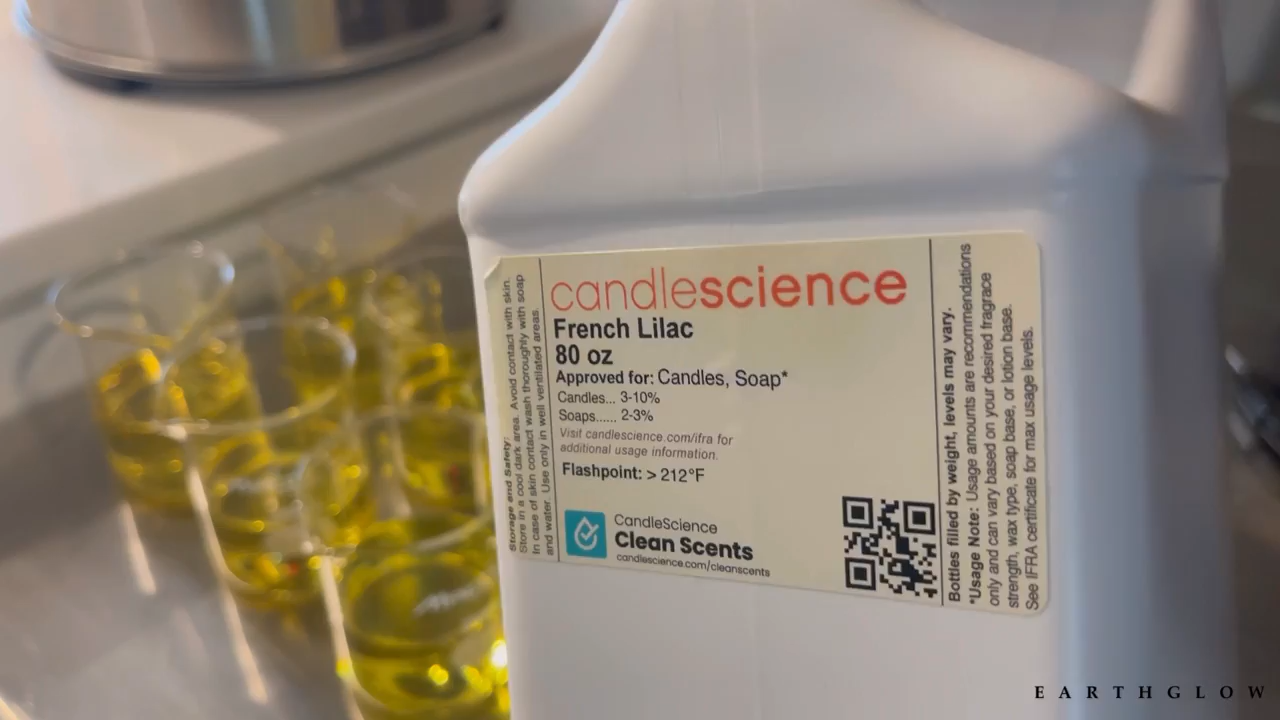 Storage and Safety:
Store in a cool dark area. Avoid contact with skin.
In case of skin contact wash thoroughly with soap
and water. Use only in well ventilated areas.
candlescience
French Lilac
80 oz
Approved for: Candles, Soap*
Candles... 3-10%
Soaps...... 2-3%
Visit candlescience.com/ifra for
additional usage information.
Flashpoint: > 212°F
CandleScience
Clean Scents
candlescience.com/cleanscents
Bottles filled by weight, levels may vary.
*Usage Note: Usage amounts are recommendations
only and can vary based on your desired fragrance
strength, wax type, soap base, or lotion base.
See IFRA certificate for max usage levels.
EARTHGLOW